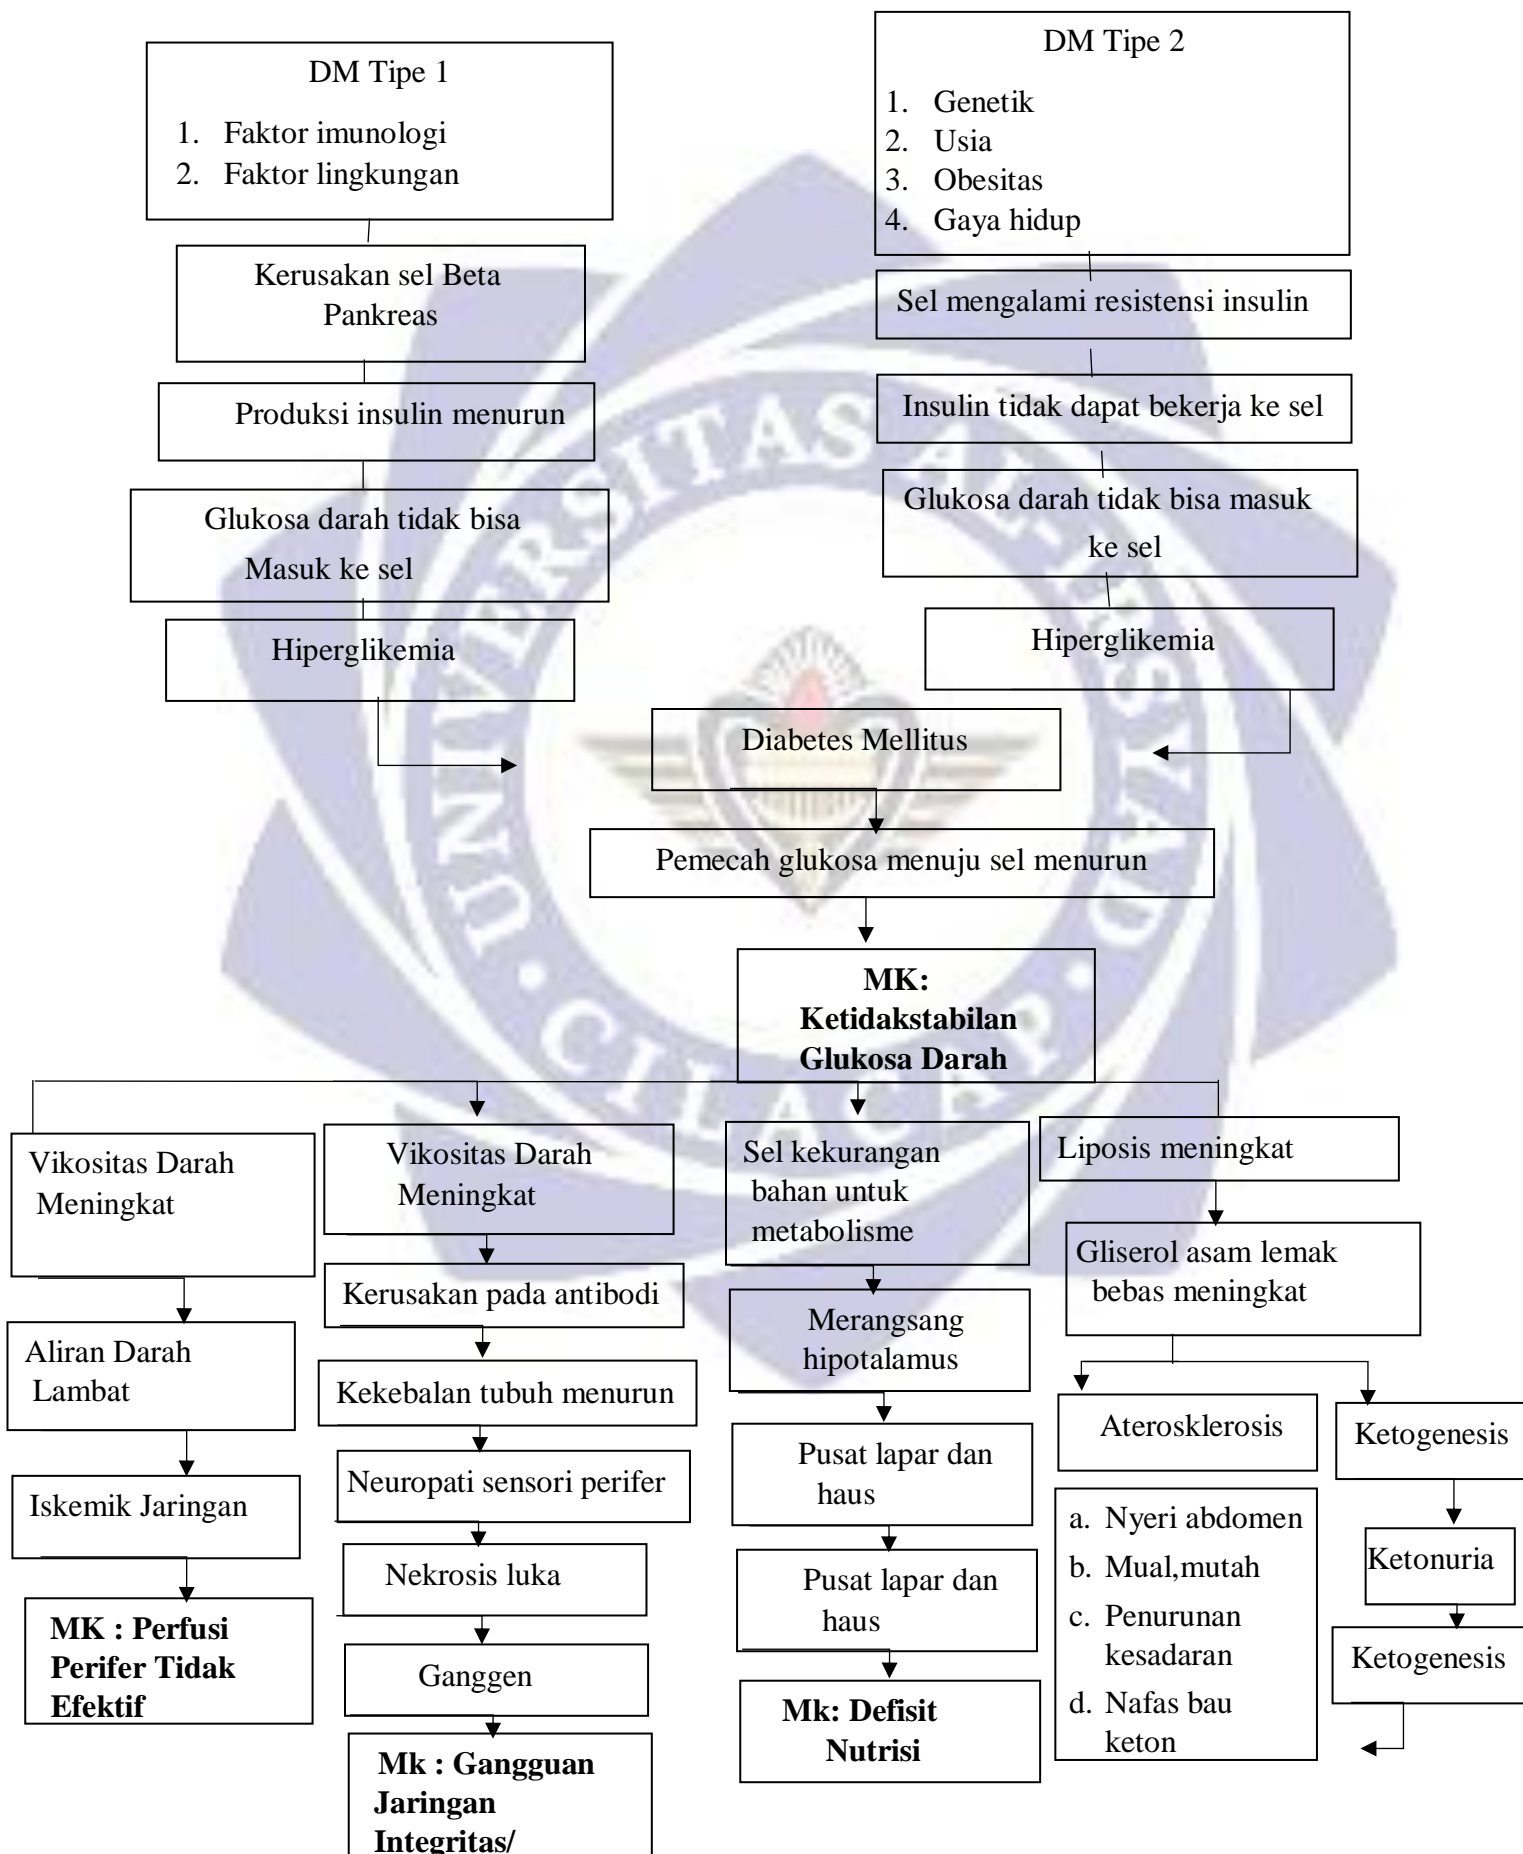 DM Tipe 1
1. Faktor imunologi
2. Faktor lingkungan
DM Tipe 2
1. Genetik
2. Usia
3. Obesitas
4. Gaya hidup
Kerusakan sel Beta
Pankreas
Sel mengalami resistensi insulin
Produksi insulin menurun
Insulin tidak dapat bekerja ke sel
Glukosa darah tidak bisa
Masuk ke sel
Glukosa darah tidak bisa masuk
ke sel
Hiperglikemia
Hiperglikemia
Diabetes Mellitus
Pemecah glukosa menuju sel menurun
MK:
Ketidakstabilan
Glukosa Darah
Vikositas Darah
Meningkat
Aliran Darah
Lambat
Iskemik Jaringan
MK : Perfusi
Perifer Tidak
Efektif
Vikositas Darah
Meningkat
Kerusakan pada antibodi
Kekebalan tubuh menurun
Neuropati sensori perifer
Nekrosis luka
Ganggen
Mk : Gangguan
Jaringan
Integritas/
Sel kekurangan
bahan untuk
metabolisme
Merangsang
hipotalamus
Pusat lapar dan
haus
Pusat lapar dan
haus
Mk: Defisit
Nutrisi
Liposis meningkat
Gliserol asam lemak
bebas meningkat
Aterosklerosis
a. Nyeri abdomen
b. Mual,mutah
c. Penurunan
kesadaran
d. Nafas bau
keton
Ketogenesis
Ketonuria
Ketogenesis
UNIVERSITAS AL-IRSYAD
CILACAP